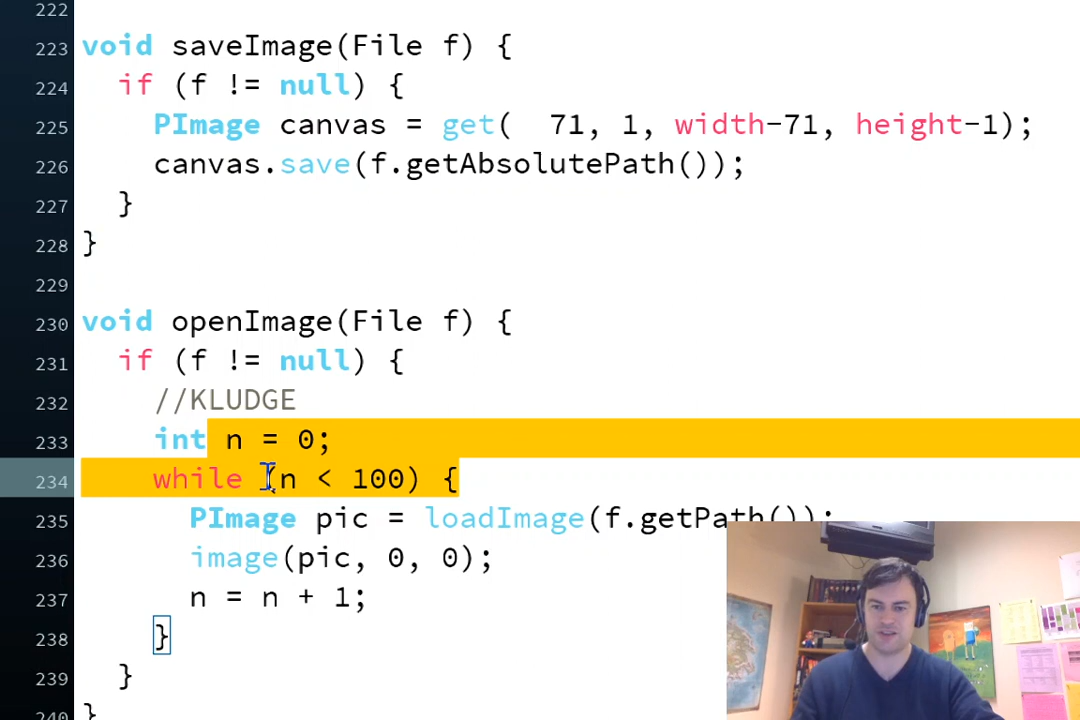 222
223 void saveImage(File f) {
224 if (f != null) {
225 PImage canvas = get(  71, 1, width-71, height-1);
226 canvas.save(f.getAbsolutePath());
227 }
228 }
229
230 void openImage(File f) {
231 if (f != null) {
232 //KLUDGE
233 int n = 0;
234 while (n < 100) {
235 PImage pic = loadImage(f.getPath());
236 image(pic, 0, 0);
237 n = n + 1;
238 }
239 }
240 }